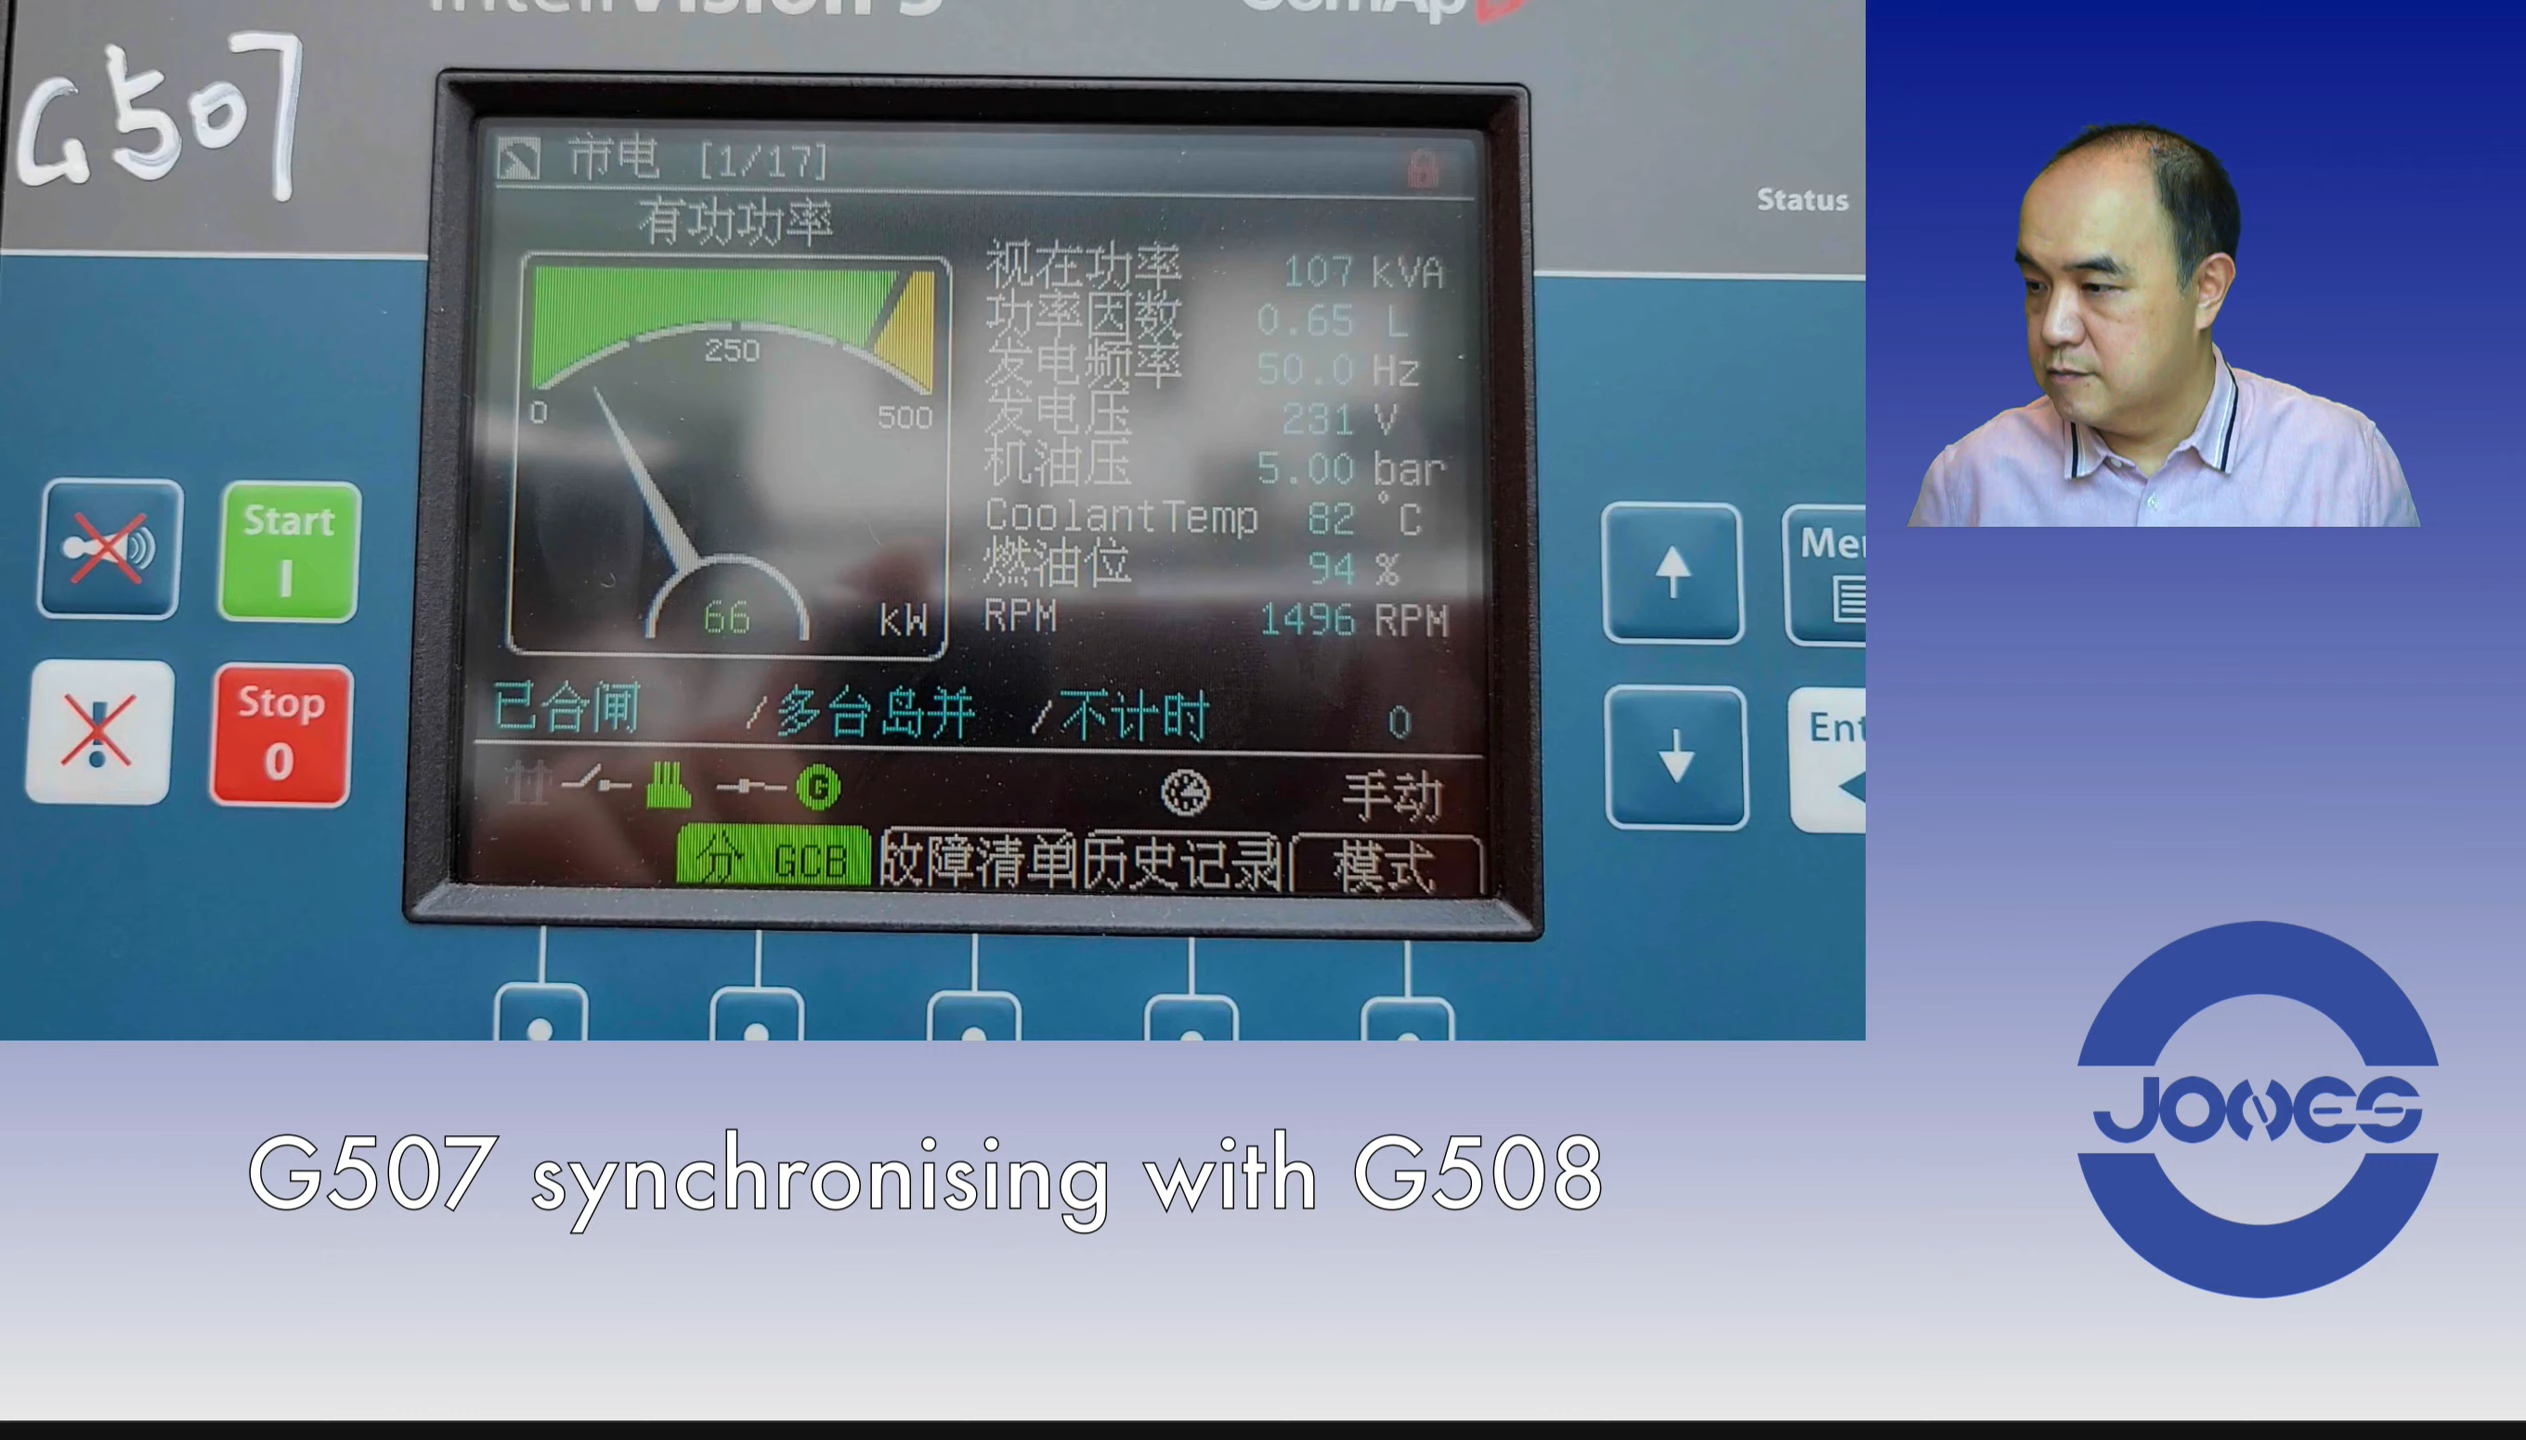 G507
市电 [1/17]
有功功率
250
0
500
66 kW
视在功率 107 kVA
功率因数 0.65 L
发电频率 50.0 Hz
发电压 231 V
机油压 5.00 bar
CoolantTemp 82 °C
燃油位 94 %
RPM 1496 RPM
已合闸 /多台岛并 /不计时 0
G
手动
分 GCB
故障清单
历史记录
模式
Start
I
Stop
0
Status
G507 synchronising with G508
JONES